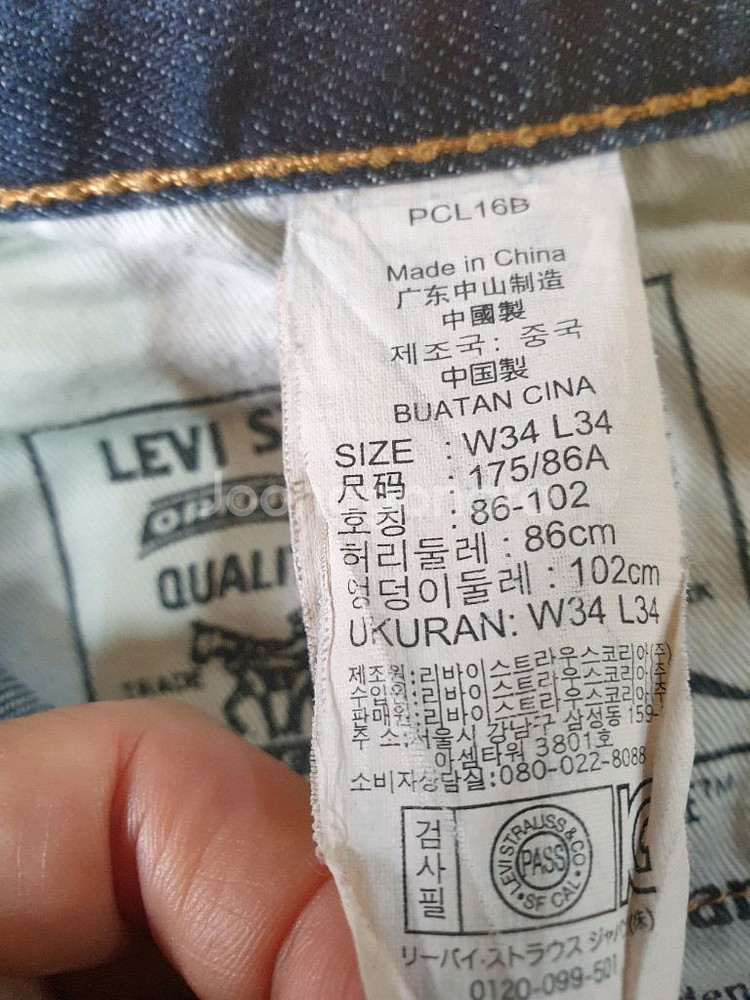 PCL16B
Made in China
广东中山制造
中國製
제조국: 중국
中国製
BUATAN CINA
SIZE : W34 L34
尺码 : 175/86A
호칭 : 86-102
허리둘레 : 86cm
엉덩이둘레 : 102cm
UKURAN: W34 L34
제조원:리바이스트라우스코리아(주)
수입원:리바이스트라우스코리아(주)
판매원:리바이스트라우스코리아(주)
주 소:서울시 강남구 삼성동 159-
아셈타워 3801호
소비자상담실:080-022-8088
검사필
LEVI STRAUSS & CO
PASS
SF CAL
リーバイ·ストラウス ジャパン(株)
0120-099-501
LEVI S
QUALI
TRADE
TM